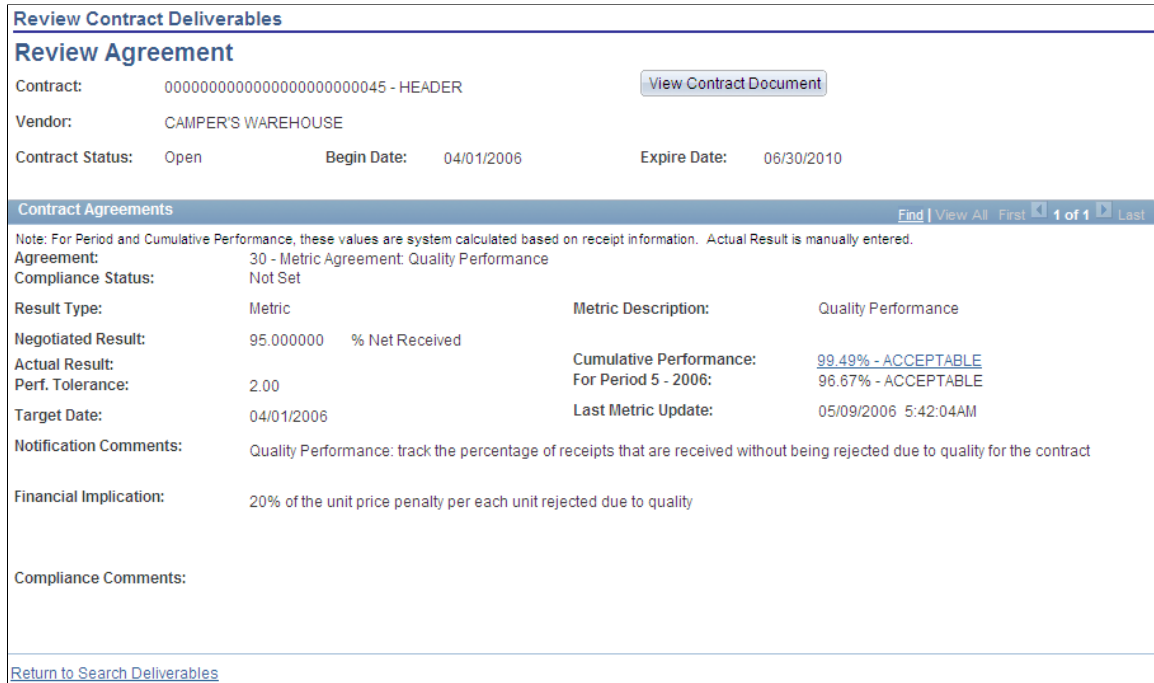 Review Contract Deliverables
Review Agreement
Contract: 0000000000000000000000045 - HEADER View Contract Document
Vendor: CAMPER'S WAREHOUSE
Contract Status: Open Begin Date: 04/01/2006 Expire Date: 06/30/2010
Contract Agreements Find | View All First 1 of 1 Last
Note: For Period and Cumulative Performance, these values are system calculated based on receipt information. Actual Result is manually entered.
Agreement: 30 - Metric Agreement: Quality Performance
Compliance Status: Not Set
Result Type: Metric Metric Description: Quality Performance
Negotiated Result: 95.000000 % Net Received
Actual Result: Cumulative Performance: 99.49% - ACCEPTABLE
Perf. Tolerance: 2.00 For Period 5 - 2006: 96.67% - ACCEPTABLE
Target Date: 04/01/2006 Last Metric Update: 05/09/2006 5:42:04AM
Notification Comments: Quality Performance: track the percentage of receipts that are received without being rejected due to quality for the contract
Financial Implication: 20% of the unit price penalty per each unit rejected due to quality
Compliance Comments:
Return to Search Deliverables